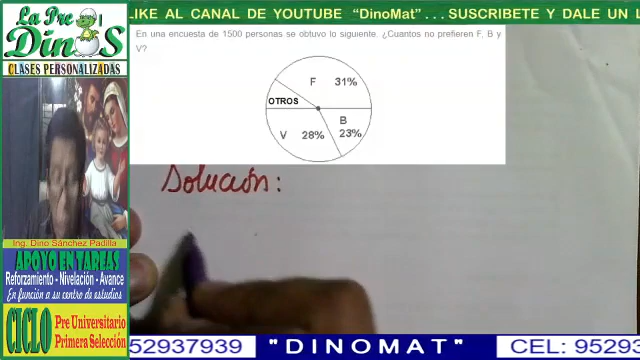 La Pre
DinoS
CLASES PERSONALIZADAS
LIKE AL CANAL DE YOUTUBE “DinoMat”...SUSCRIBETE Y DALE UN L
En una encuesta de 1500 personas se obtuvo lo siguiente. ¿Cuantos no prefieren F, B y
V?
F 31%
OTROS
B
V 28% 23%
Solución:
Ing. Dino Sánchez Padilla
APOYO EN TAREAS
Reforzamiento - Nivelación - Avance
En función a su centro de estudios
CICLO Pre Universitario
Primera Selección
52937939 "DINOMAT" CEL: 9529